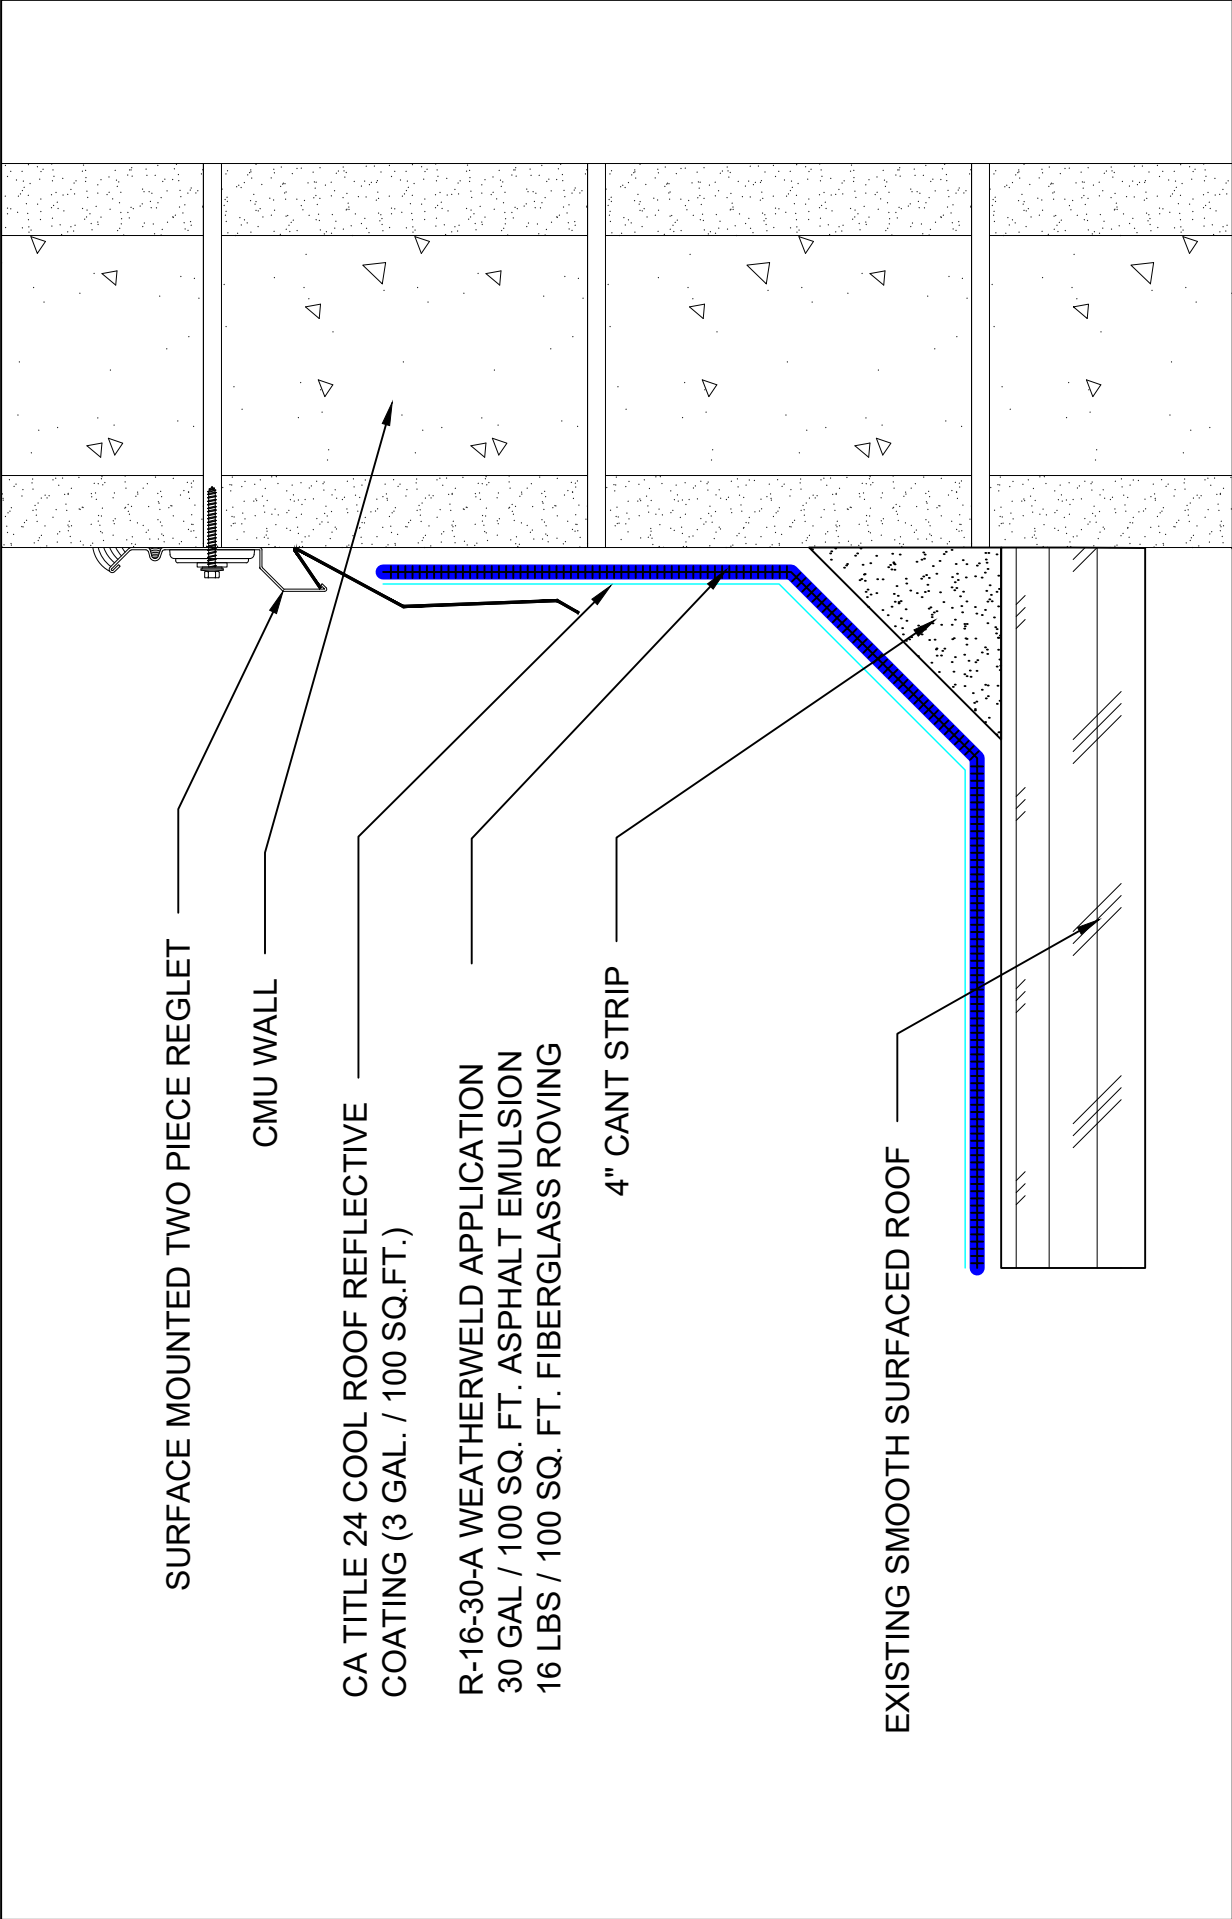 SURFACE MOUNTED TWO PIECE REGLET
CMU WALL
CA TITLE 24 COOL ROOF REFLECTIVE
COATING (3 GAL. / 100 SQ.FT.)
R-16-30-A WEATHERWELD APPLICATION
30 GAL / 100 SQ. FT. ASPHALT EMULSION
16 LBS / 100 SQ. FT. FIBERGLASS ROVING
4" CANT STRIP
EXISTING SMOOTH SURFACED ROOF